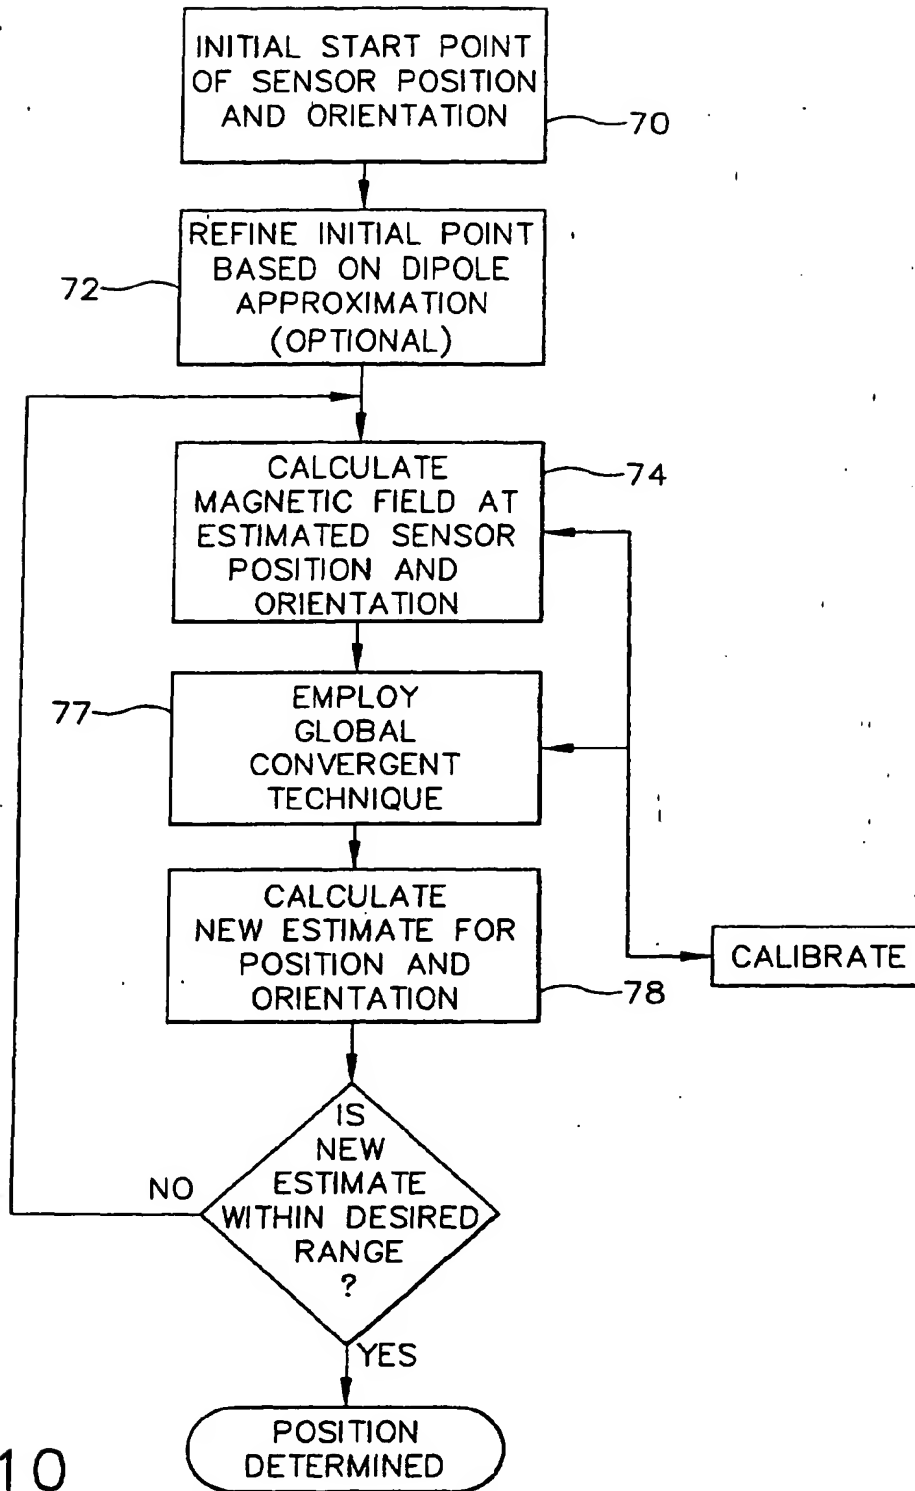 INITIAL START POINT
OF SENSOR POSITION
AND ORIENTATION
70
REFINE INITIAL POINT
BASED ON DIPOLE
APPROXIMATION
(OPTIONAL)
72
CALCULATE
MAGNETIC FIELD AT
ESTIMATED SENSOR
POSITION AND
ORIENTATION
74
EMPLOY
GLOBAL
CONVERGENT
TECHNIQUE
77
CALCULATE
NEW ESTIMATE FOR
POSITION AND
ORIENTATION
78
CALIBRATE
IS
NEW
ESTIMATE
WITHIN DESIRED
RANGE
?
NO
YES
POSITION
DETERMINED
10